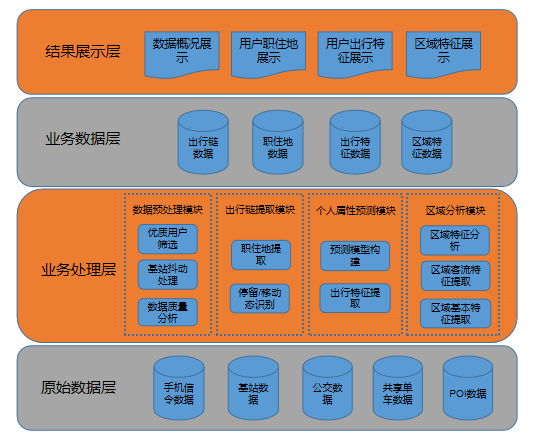 结果展示层
数据概况展
示
用户职住地
展示
用户出行特
征展示
区域特征展
示
业务数据层
出行链
数据
职住地
数据
出行特
征数据
区域特
征数据
业务处理层
数据预处理模块
优质用户
筛选
基站抖动
处理
数据质量
分析
出行链提取模块
职住地提
取
停留/移动
态识别
个人属性预测模块
预测模型构
建
出行特征提
取
区域分析模块
区域特征分
析
区域客流特
征提取
区域基本特
征提取
原始数据层
手机信
令数据
基站数
据
公交数
据
共享单
车数据
POI数据